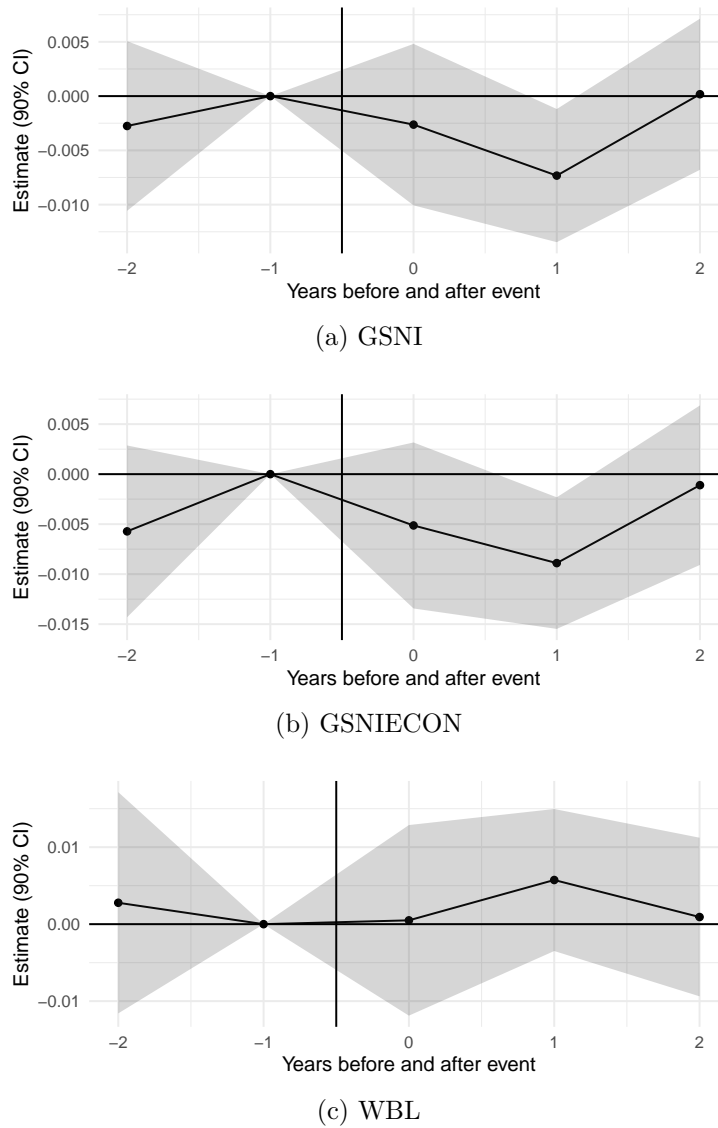 Estimate (90% CI)
0.005
0.000
−0.005
−0.010
−2 −1 0 1 2
Years before and after event
(a) GSNI
Estimate (90% CI)
0.005
0.000
−0.005
−0.010
−0.015
−2 −1 0 1 2
Years before and after event
(b) GSNIECON
Estimate (90% CI)
0.01
0.00
−0.01
−2 −1 0 1 2
Years before and after event
(c) WBL